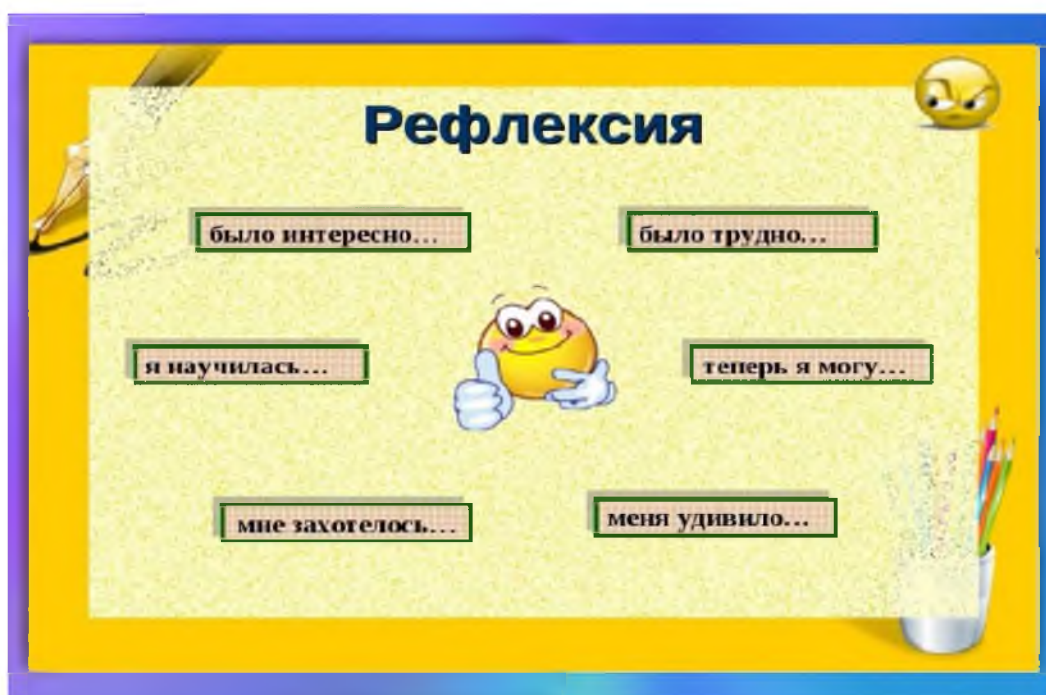 Рефлексия
было интересно…
было трудно…
я научилась…
теперь я могу…
мне захотелось…
меня удивило…